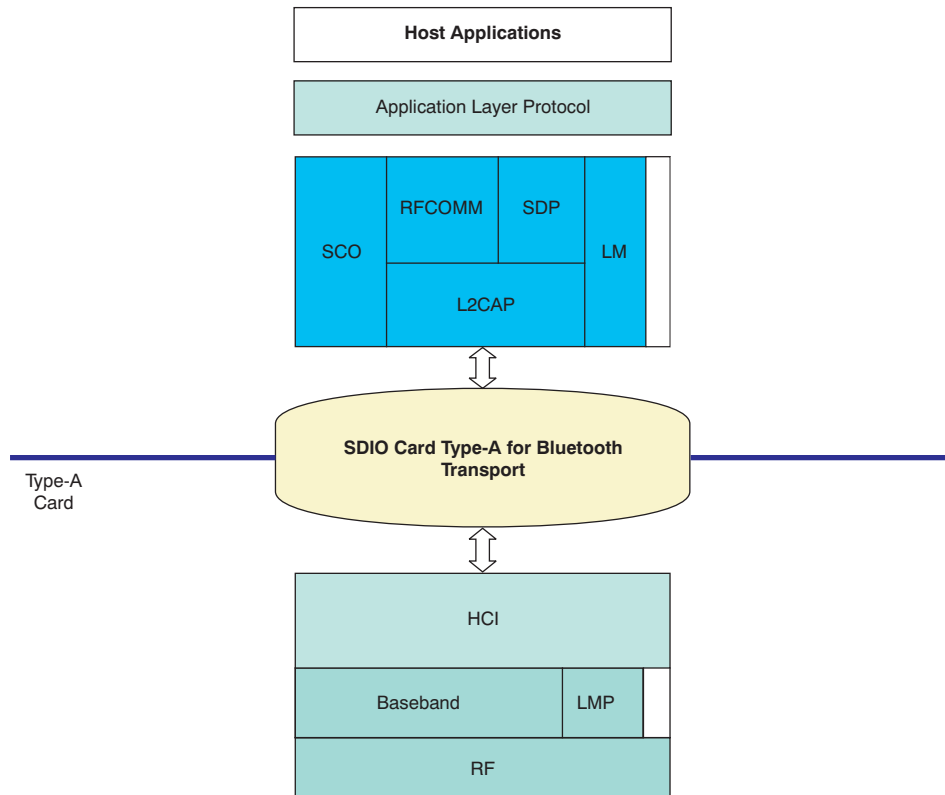 Host Applications
Application Layer Protocol
RFCOMM
SDP
SCO
LM
L2CAP
SDIO Card Type-A for Bluetooth
Transport
Type-A
Card
HCI
Baseband
LMP
RF